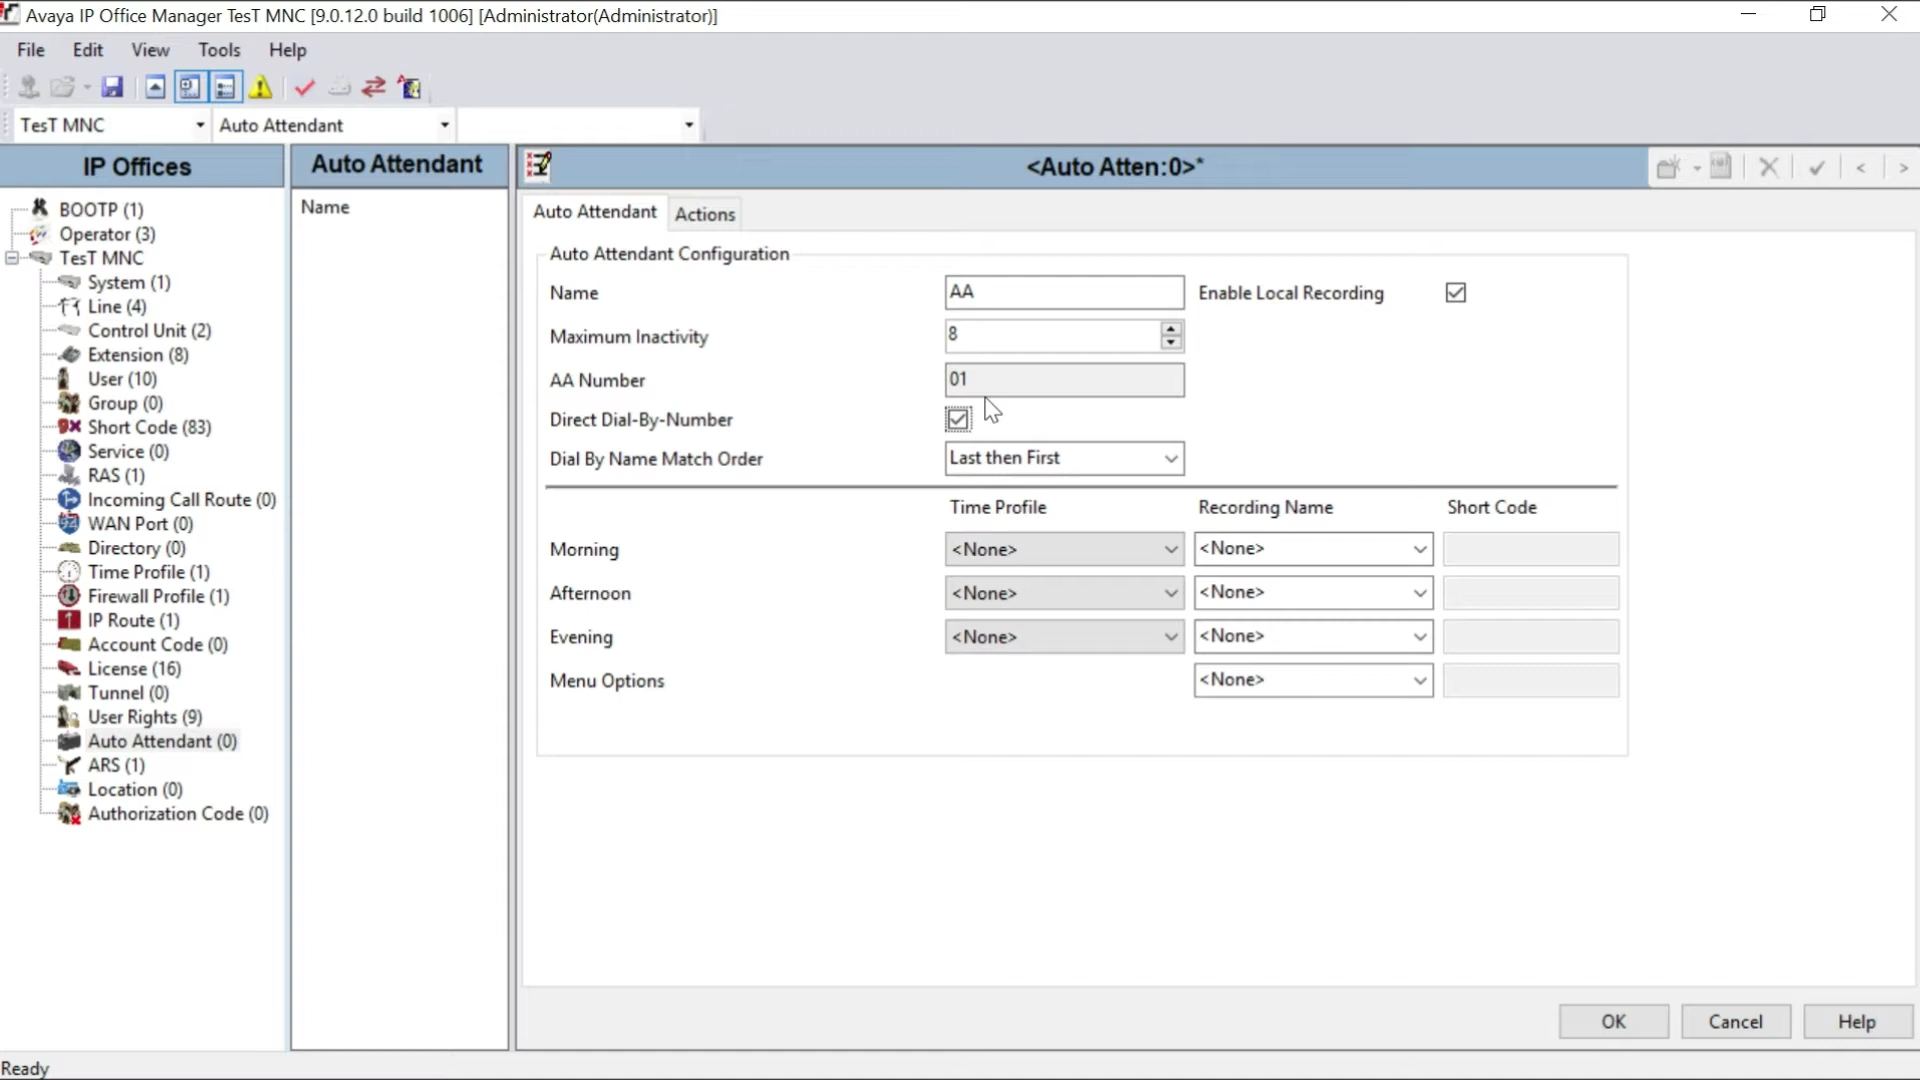 Avaya IP Office Manager TesT MNC [9.0.12.0 build 1006] [Administrator(Administrator)]
File Edit View Tools Help
TesT MNC Auto Attendant
IP Offices
BOOTP (1)
Operator (3)
TesT MNC
System (1)
Line (4)
Control Unit (2)
Extension (8)
User (10)
Group (0)
Short Code (83)
Service (0)
RAS (1)
Incoming Call Route (0)
WAN Port (0)
Directory (0)
Time Profile (1)
Firewall Profile (1)
IP Route (1)
Account Code (0)
License (16)
Tunnel (0)
User Rights (9)
Auto Attendant (0)
ARS (1)
Location (0)
Authorization Code (0)
Auto Attendant
Name
<Auto Atten:0>*
Auto Attendant Actions
Auto Attendant Configuration
Name AA Enable Local Recording
Maximum Inactivity 8
AA Number 01
Direct Dial-By-Number
Dial By Name Match Order Last then First
Time Profile Recording Name Short Code
Morning <None> <None>
Afternoon <None> <None>
Evening <None> <None>
Menu Options <None>
OK Cancel Help
Ready